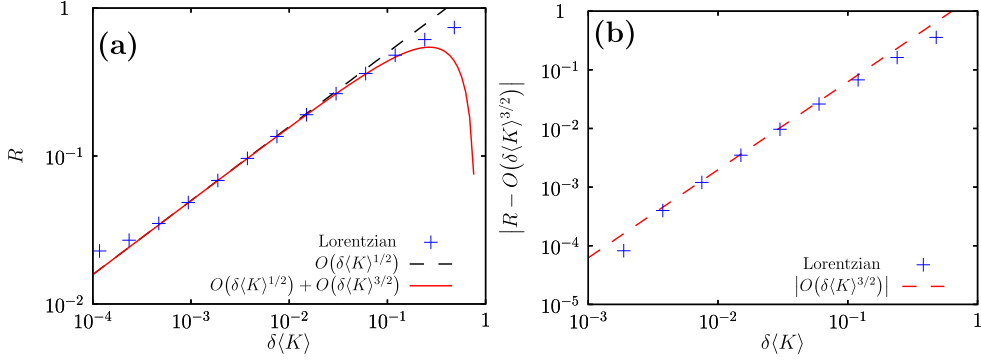 (a)
R
1
10⁻¹
10⁻²
Lorentzian
O(δ⟨K⟩^{1/2})
O(δ⟨K⟩^{1/2}) + O(δ⟨K⟩^{3/2})
10⁻⁴ 10⁻³ 10⁻² 10⁻¹ 1
δ⟨K⟩
(b)
|R − O(δ⟨K⟩^{3/2})|
1
10⁻¹
10⁻²
10⁻³
10⁻⁴
10⁻⁵
Lorentzian
|O(δ⟨K⟩^{3/2})|
10⁻³ 10⁻² 10⁻¹ 1
δ⟨K⟩